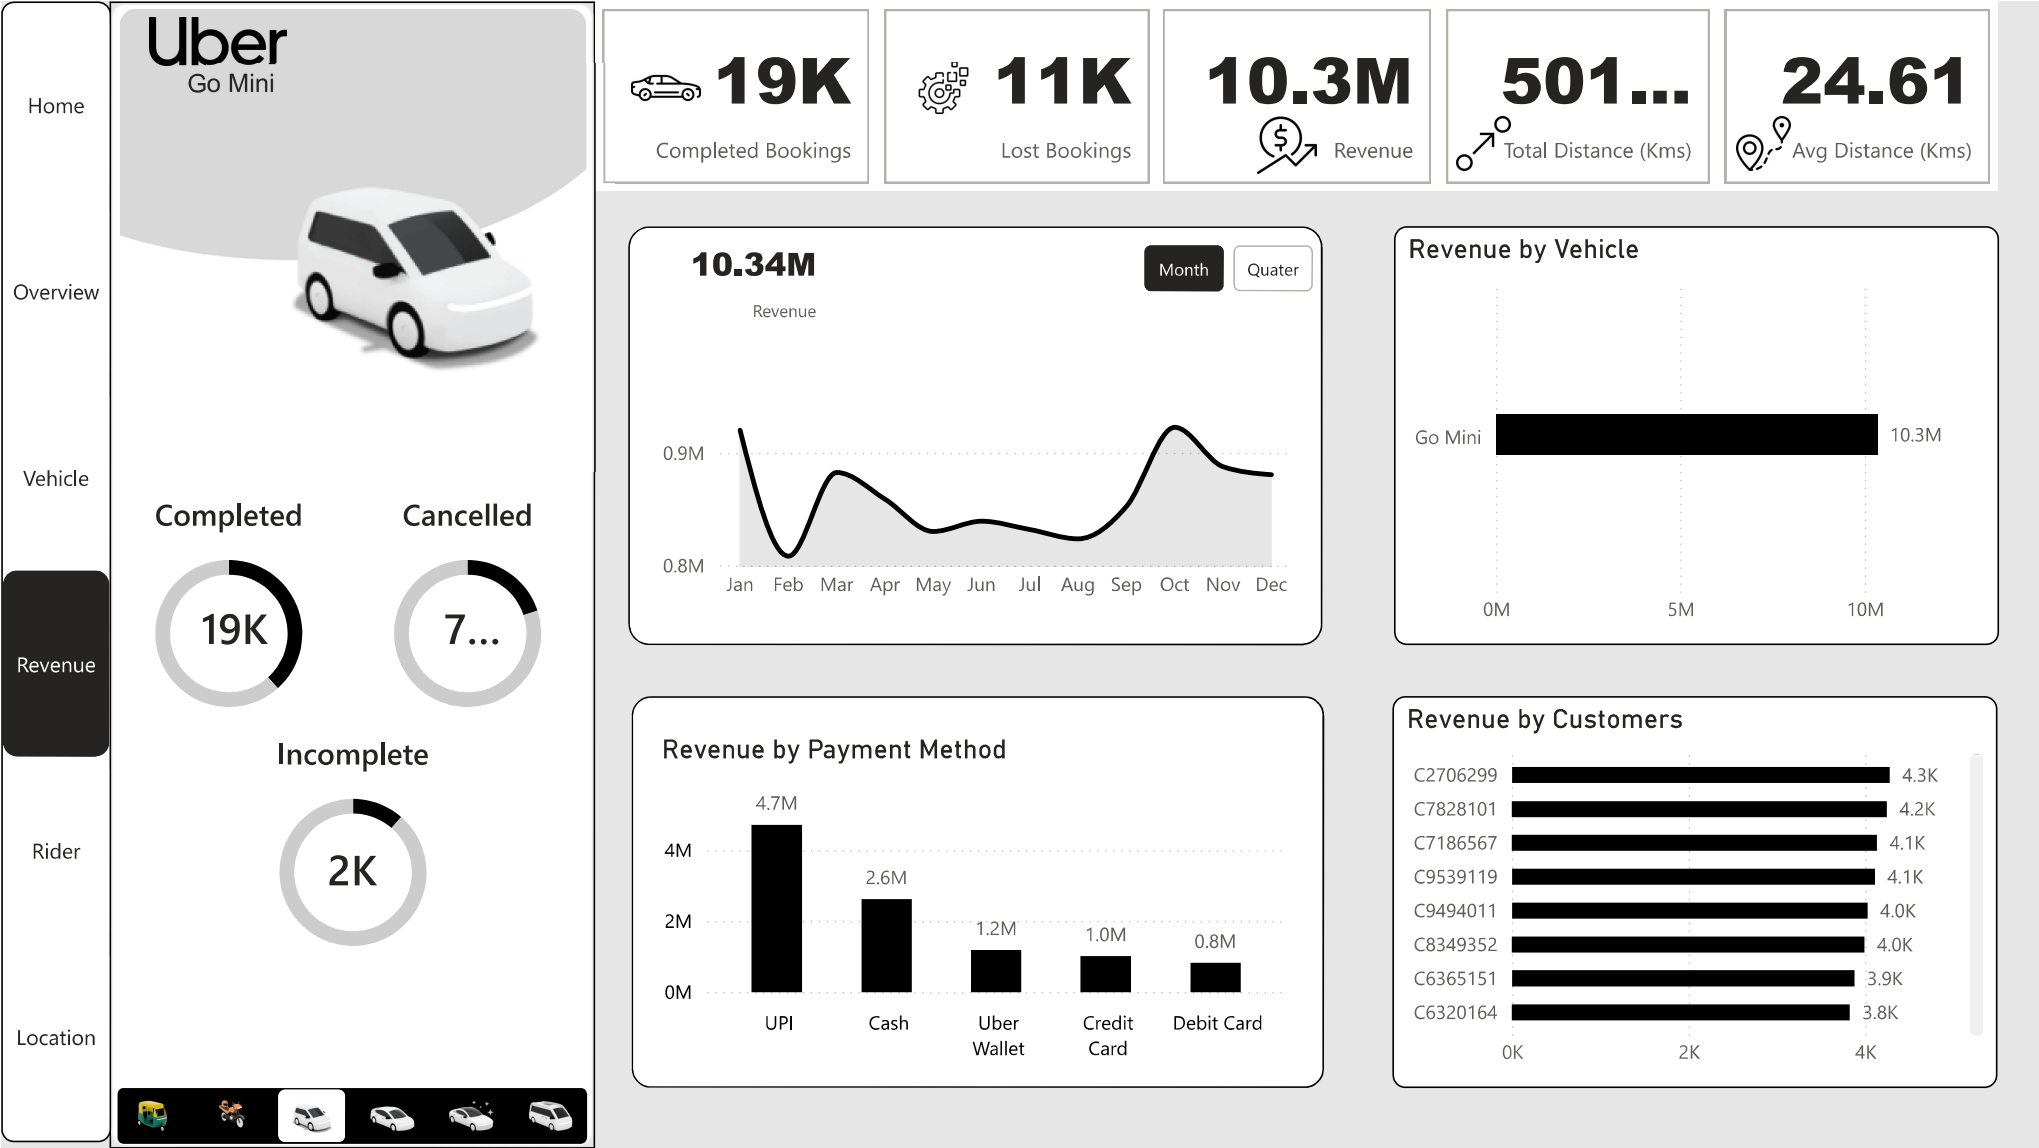 Home
Overview
Vehicle
Revenue
Rider
Location
Uber
Go Mini
Completed
19K
Cancelled
7...
Incomplete
2K
19K
Completed Bookings
11K
Lost Bookings
10.3M
Revenue
501...
Total Distance (Kms)
24.61
Avg Distance (Kms)
10.34M
Revenue
Month
Quater
0.9M
0.8M
Jan Feb Mar Apr May Jun Jul Aug Sep Oct Nov Dec
Revenue by Vehicle
Go Mini
10.3M
0M 5M 10M
Revenue by Payment Method
4.7M
4M
2.6M
2M
1.2M
1.0M
0.8M
0M
UPI
Cash
Uber
Wallet
Credit
Card
Debit Card
Revenue by Customers
C2706299 4.3K
C7828101 4.2K
C7186567 4.1K
C9539119 4.1K
C9494011 4.0K
C8349352 4.0K
C6365151 3.9K
C6320164 3.8K
0K 2K 4K